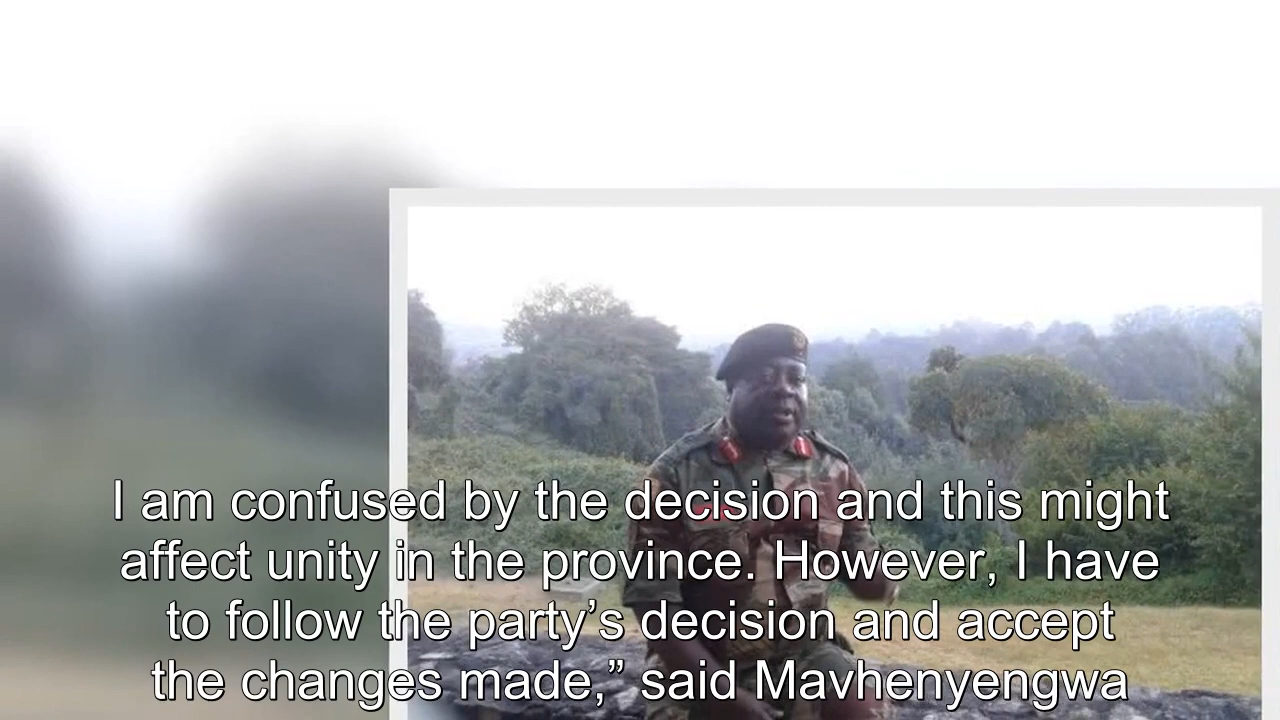 I am confused by the decision and this might
affect unity in the province. However, I have
to follow the party’s decision and accept
the changes made,” said Mavhenyengwa